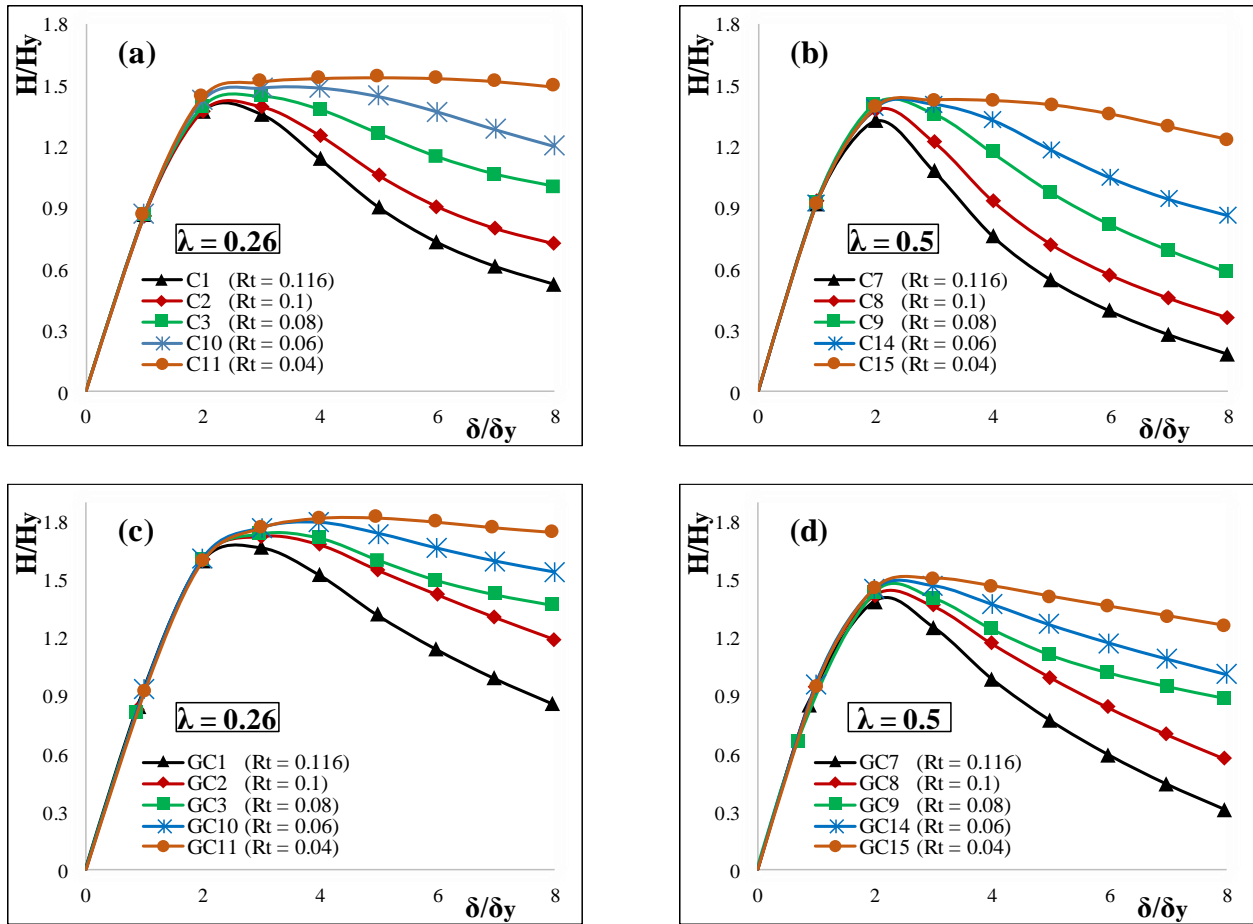 (a)
H/Hy
1.8
1.5
1.2
0.9
0.6
0.3
0
λ = 0.26
C1 (Rt = 0.116)
C2 (Rt = 0.1)
C3 (Rt = 0.08)
C10 (Rt = 0.06)
C11 (Rt = 0.04)
0 2 4 6 8
δ/δy
(b)
H/Hy
1.8
1.5
1.2
0.9
0.6
0.3
0
λ = 0.5
C7 (Rt = 0.116)
C8 (Rt = 0.1)
C9 (Rt = 0.08)
C14 (Rt = 0.06)
C15 (Rt = 0.04)
0 2 4 6 8
δ/δy
(c)
H/Hy
1.8
1.5
1.2
0.9
0.6
0.3
0
λ = 0.26
GC1 (Rt = 0.116)
GC2 (Rt = 0.1)
GC3 (Rt = 0.08)
GC10 (Rt = 0.06)
GC11 (Rt = 0.04)
0 2 4 6 8
δ/δy
(d)
H/Hy
1.8
1.5
1.2
0.9
0.6
0.3
0
λ = 0.5
GC7 (Rt = 0.116)
GC8 (Rt = 0.1)
GC9 (Rt = 0.08)
GC14 (Rt = 0.06)
GC15 (Rt = 0.04)
0 2 4 6 8
δ/δy